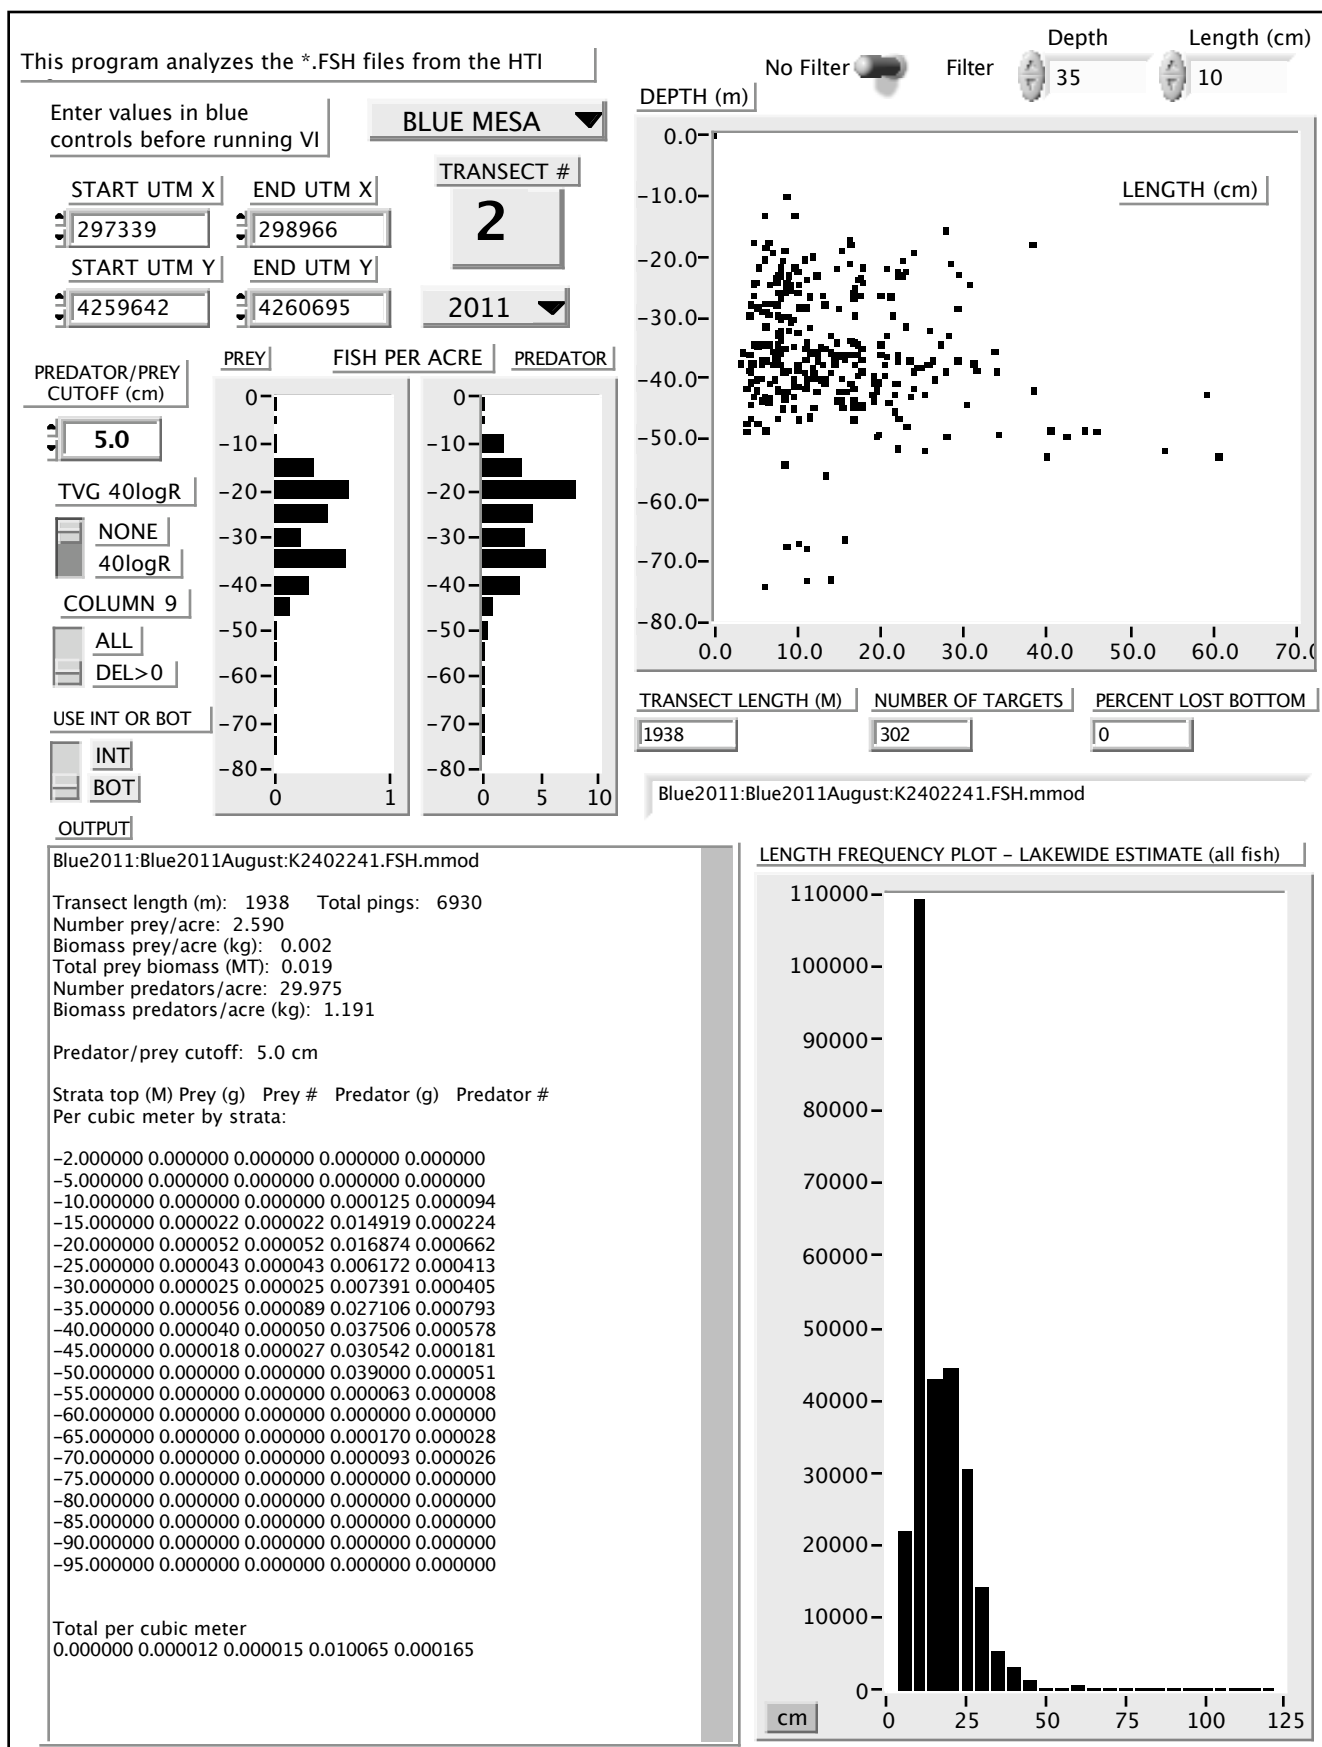 This program analyzes the *.FSH files from the HTI
Enter values in blue
controls before running VI
BLUE MESA
TRANSECT #
2
START UTM X
END UTM X
297339
298966
START UTM Y
END UTM Y
4259642
4260695
2011
No Filter
Filter
Depth
35
Length (cm)
10
DEPTH (m)
LENGTH (cm)
0.0
-10.0
-20.0
-30.0
-40.0
-50.0
-60.0
-70.0
-80.0
0.0 10.0 20.0 30.0 40.0 50.0 60.0 70.0
PREDATOR/PREY
CUTOFF (cm)
5.0
TVG 40logR
NONE
40logR
COLUMN 9
ALL
DEL>0
USE INT OR BOT
INT
BOT
PREY
FISH PER ACRE
PREDATOR
0
-10
-20
-30
-40
-50
-60
-70
-80
0 1
0
-10
-20
-30
-40
-50
-60
-70
-80
0 5 10
TRANSECT LENGTH (M)
NUMBER OF TARGETS
PERCENT LOST BOTTOM
1938
302
0
Blue2011:Blue2011August:K2402241.FSH.mmod
OUTPUT
Blue2011:Blue2011August:K2402241.FSH.mmod
Transect length (m): 1938 Total pings: 6930
Number prey/acre: 2.590
Biomass prey/acre (kg): 0.002
Total prey biomass (MT): 0.019
Number predators/acre: 29.975
Biomass predators/acre (kg): 1.191
Predator/prey cutoff: 5.0 cm
Strata top (M) Prey (g) Prey # Predator (g) Predator #
Per cubic meter by strata:
-2.000000 0.000000 0.000000 0.000000 0.000000
-5.000000 0.000000 0.000000 0.000000 0.000000
-10.000000 0.000000 0.000000 0.000125 0.000094
-15.000000 0.000022 0.000022 0.014919 0.000224
-20.000000 0.000052 0.000052 0.016874 0.000662
-25.000000 0.000043 0.000043 0.006172 0.000413
-30.000000 0.000025 0.000025 0.007391 0.000405
-35.000000 0.000056 0.000089 0.027106 0.000793
-40.000000 0.000040 0.000050 0.037506 0.000578
-45.000000 0.000018 0.000027 0.030542 0.000181
-50.000000 0.000000 0.000000 0.039000 0.000051
-55.000000 0.000000 0.000000 0.000063 0.000008
-60.000000 0.000000 0.000000 0.000000 0.000000
-65.000000 0.000000 0.000000 0.000170 0.000028
-70.000000 0.000000 0.000000 0.000093 0.000026
-75.000000 0.000000 0.000000 0.000000 0.000000
-80.000000 0.000000 0.000000 0.000000 0.000000
-85.000000 0.000000 0.000000 0.000000 0.000000
-90.000000 0.000000 0.000000 0.000000 0.000000
-95.000000 0.000000 0.000000 0.000000 0.000000
Total per cubic meter
0.000000 0.000012 0.000015 0.010065 0.000165
LENGTH FREQUENCY PLOT - LAKEWIDE ESTIMATE (all fish)
110000
100000
90000
80000
70000
60000
50000
40000
30000
20000
10000
0
cm
0 25 50 75 100 125